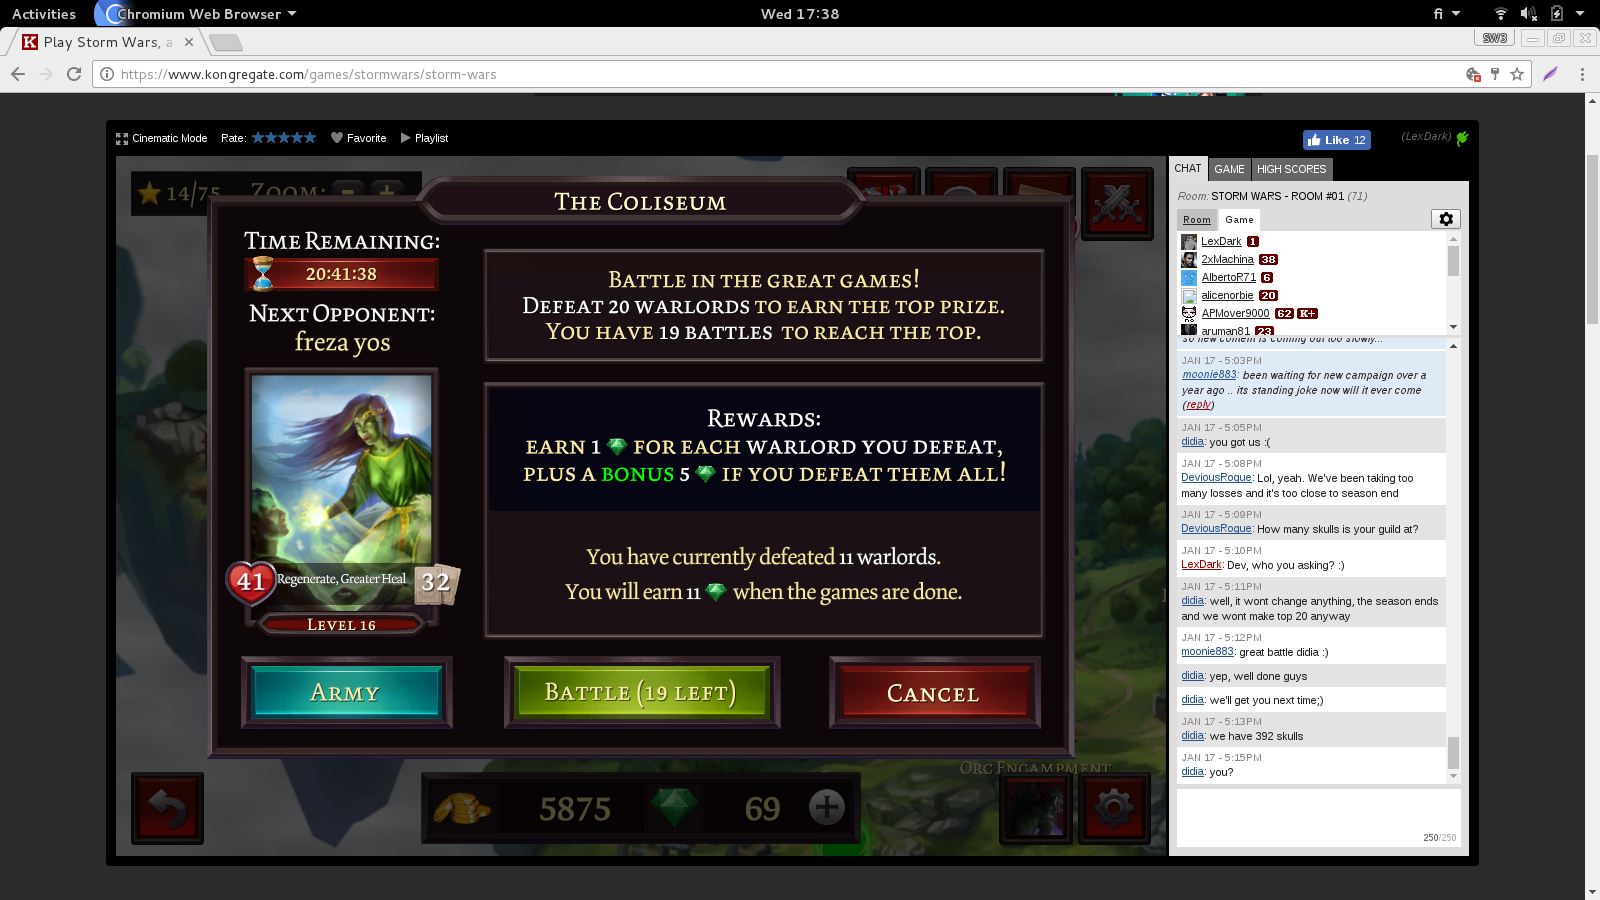 Activities
Chromium Web Browser
Wed 17:38
fi
Play Storm Wars, a
SW3
https://www.kongregate.com/games/stormwars/storm-wars
Cinematic Mode
Rate:
Favorite
Playlist
Like 12
(LexDark)
14/75
Zoom:
The Coliseum
Time Remaining:
20:41:38
Next Opponent:
freza yos
41
Regenerate, Greater Heal
32
Level 16
Battle in the great games!
Defeat 20 warlords to earn the top prize.
You have 19 battles to reach the top.
Rewards:
earn 1 for each warlord you defeat,
plus a bonus 5 if you defeat them all!
You have currently defeated 11 warlords.
You will earn 11 when the games are done.
Army
Battle (19 left)
Cancel
Orc Encampment
5875
69
CHAT
GAME
HIGH SCORES
Room: STORM WARS - ROOM #01 (71)
Room
Game
LexDark 1
2xMachina 38
AlbertoR71 6
alicenorbie 20
APMover9000 62 K+
aruman81 23
so new content is coming out too slowly...
JAN 17 - 5:03PM
moonie883: been waiting for new campaign over a
year ago .. its standing joke now will it ever come
(reply)
JAN 17 - 5:05PM
didia: you got us :(
JAN 17 - 5:08PM
DeviousRogue: Lol, yeah. We've been taking too
many losses and it's too close to season end
JAN 17 - 5:09PM
DeviousRogue: How many skulls is your guild at?
JAN 17 - 5:10PM
LexDark: Dev, who you asking? :)
JAN 17 - 5:11PM
didia: well, it wont change anything, the season ends
and we wont make top 20 anyway
JAN 17 - 5:12PM
moonie883: great battle didia :)
didia: yep, well done guys
didia: we'll get you next time;)
JAN 17 - 5:13PM
didia: we have 392 skulls
JAN 17 - 5:15PM
didia: you?
250/250